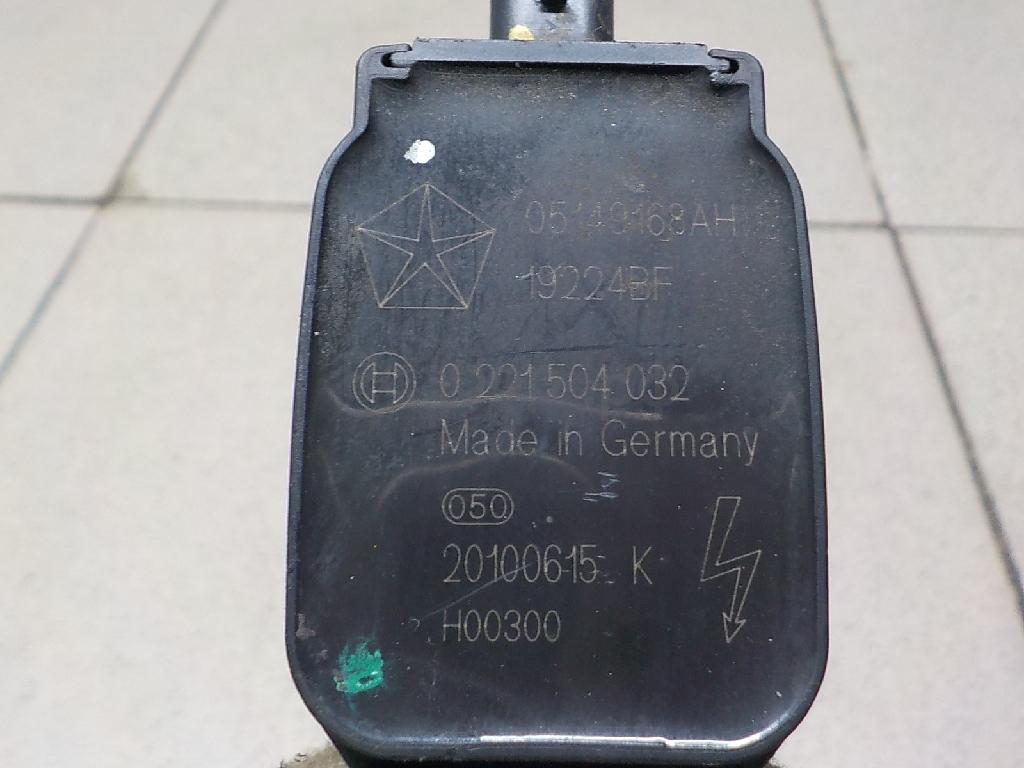 05149168AH
19224BF
H 0 221 504 032
Made in Germany
050
20100615 K
H00300